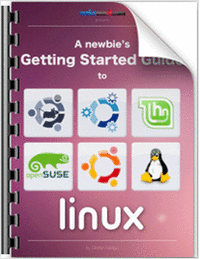 A newbie's
Getting Started Guide
to
openSUSE
linux